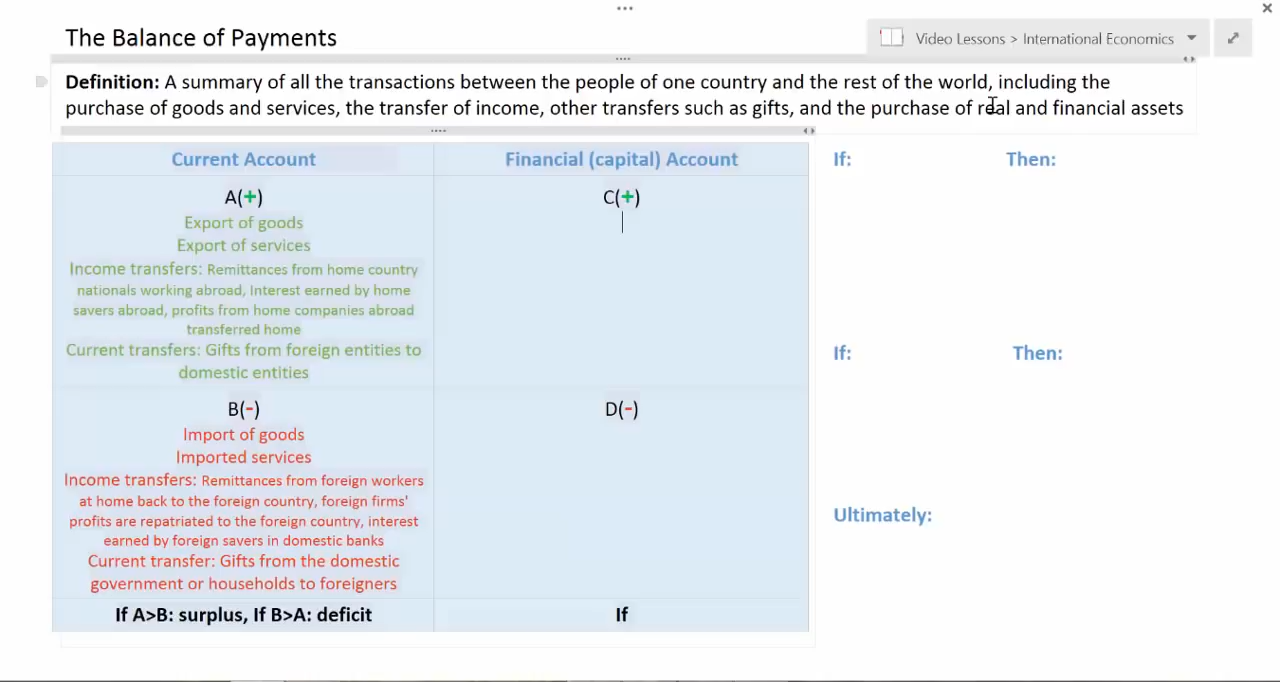 The Balance of Payments
Video Lessons > International Economics
Definition: A summary of all the transactions between the people of one country and the rest of the world, including the
purchase of goods and services, the transfer of income, other transfers such as gifts, and the purchase of real and financial assets
Current Account
A(+)
Export of goods
Export of services
Income transfers: Remittances from home country
nationals working abroad, Interest earned by home
savers abroad, profits from home companies abroad
transferred home
Current transfers: Gifts from foreign entities to
domestic entities
B(-)
Import of goods
Imported services
Income transfers: Remittances from foreign workers
at home back to the foreign country, foreign firms'
profits are repatriated to the foreign country, interest
earned by foreign savers in domestic banks
Current transfer: Gifts from the domestic
government or households to foreigners
If A>B: surplus, If B>A: deficit
Financial (capital) Account
C(+)
D(-)
If
If: Then:
If: Then:
Ultimately: